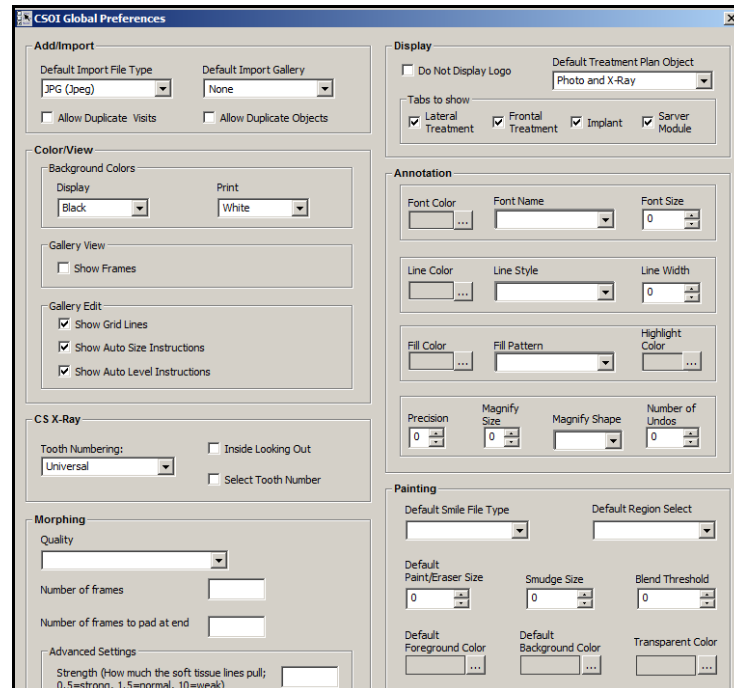 CSOI Global Preferences
Add/Import
Default Import File Type
Default Import Gallery
JPG (Jpeg)
None
Allow Duplicate Visits
Allow Duplicate Objects
Color/View
Background Colors
Display
Print
Black
White
Gallery View
Show Frames
Gallery Edit
Show Grid Lines
Show Auto Size Instructions
Show Auto Level Instructions
CS X-Ray
Tooth Numbering:
Universal
Inside Looking Out
Select Tooth Number
Morphing
Quality
Number of frames
Number of frames to pad at end
Advanced Settings
Strength (How much the soft tissue lines pull;
0.5=strong, 1.5=normal, 10=weak)
Display
Do Not Display Logo
Default Treatment Plan Object
Photo and X-Ray
Tabs to show
Lateral
Treatment
Frontal
Treatment
Implant
Sarver
Module
Annotation
Font Color
Font Name
Font Size
...
0
Line Color
Line Style
Line Width
...
0
Fill Color
Fill Pattern
Highlight
Color
...
...
Precision
Magnify
Size
Magnify Shape
Number of
Undos
0
0
0
Painting
Default Smile File Type
Default Region Select
Default
Paint/Eraser Size
Smudge Size
Blend Threshold
0
0
0
Default
Foreground Color
Default
Background Color
Transparent Color
...
...
...